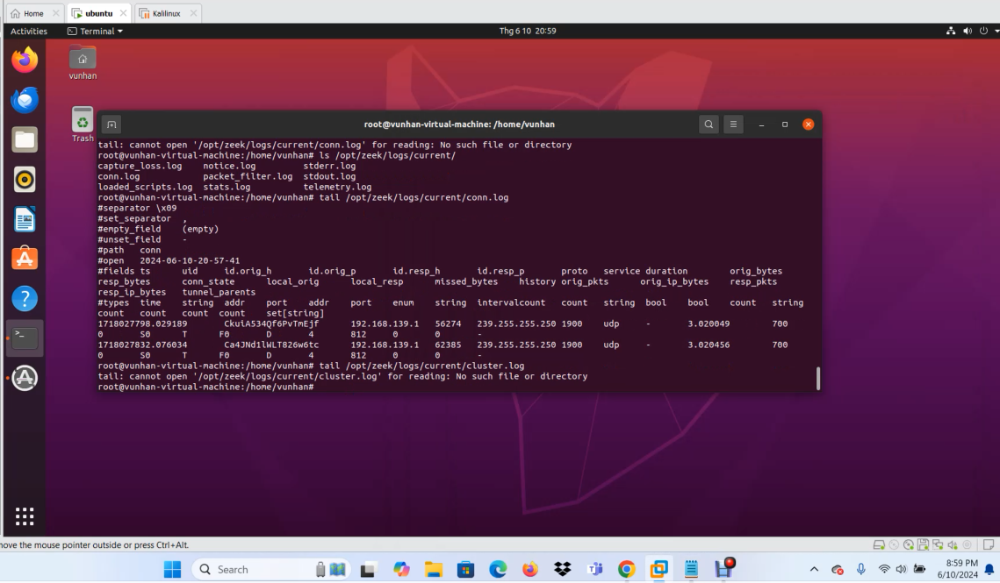 Home
ubuntu
Kalilinux
Activities
Terminal
Thg 6 10 20:59
vunhan
Trash
root@vunhan-virtual-machine: /home/vunhan
tail: cannot open '/opt/zeek/logs/current/conn.log' for reading: No such file or directory
root@vunhan-virtual-machine:/home/vunhan# ls /opt/zeek/logs/current/
capture_loss.log notice.log stderr.log
conn.log packet_filter.log stdout.log
loaded_scripts.log stats.log telemetry.log
root@vunhan-virtual-machine:/home/vunhan# tail /opt/zeek/logs/current/conn.log
#separator \x09
#set_separator ,
#empty_field (empty)
#unset_field -
#path conn
#open 2024-06-10-20-57-41
#fields ts uid id.orig_h id.orig_p id.resp_h id.resp_p proto service duration orig_bytes
resp_bytes conn_state local_orig local_resp missed_bytes history orig_pkts orig_ip_bytes resp_pkts
resp_ip_bytes tunnel_parents
#types time string addr port addr port enum string intervalcount count string bool bool count string
count count count count set[string]
1718027798.029189 CkuiA534Qf6PvTmEjf 192.168.139.1 56274 239.255.255.250 1900 udp - 3.020049 700
0 S0 T F0 D 4 812 0 0 -
1718027832.076034 Ca4JNd1lWLT826w6tc 192.168.139.1 62385 239.255.255.250 1900 udp - 3.020456 700
0 S0 T F0 D 4 812 0 0 -
root@vunhan-virtual-machine:/home/vunhan# tail /opt/zeek/logs/current/cluster.log
tail: cannot open '/opt/zeek/logs/current/cluster.log' for reading: No such file or directory
root@vunhan-virtual-machine:/home/vunhan#
ove the mouse pointer outside or press Ctrl+Alt.
Search
8:59 PM
6/10/2024